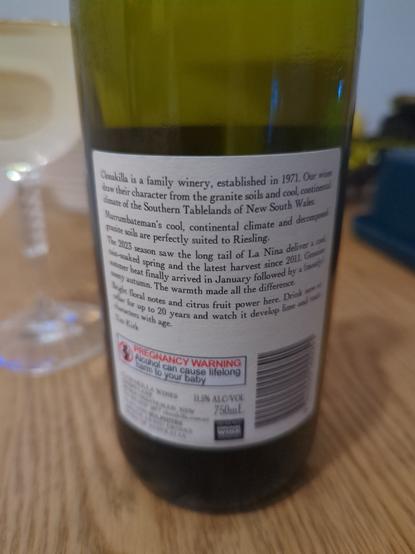 Clonakilla is a family winery, established in 1971. Our wines
draw their character from the granite soils and cool, continental
climate of the Southern Tablelands of New South Wales.
Murrumbateman's cool, continental climate and decomposed
granite soils are perfectly suited to Riesling.
The 2023 season saw the long tail of La Nina deliver a cool,
rain-soaked spring and the latest harvest since 2011. Genuine
summer heat finally arrived in January followed by a
sunny autumn. The warmth made all the difference.
Bright floral notes and citrus fruit power here. Drink now or
cellar for up to 20 years and watch it develop lime and
characters with age.
Tim Kirk
PREGNANCY WARNING
Alcohol can cause lifelong
harm to your baby
CLONAKILLA WINES
11.5% ALC/VOL
750mL
WINE
AUSTRALIA